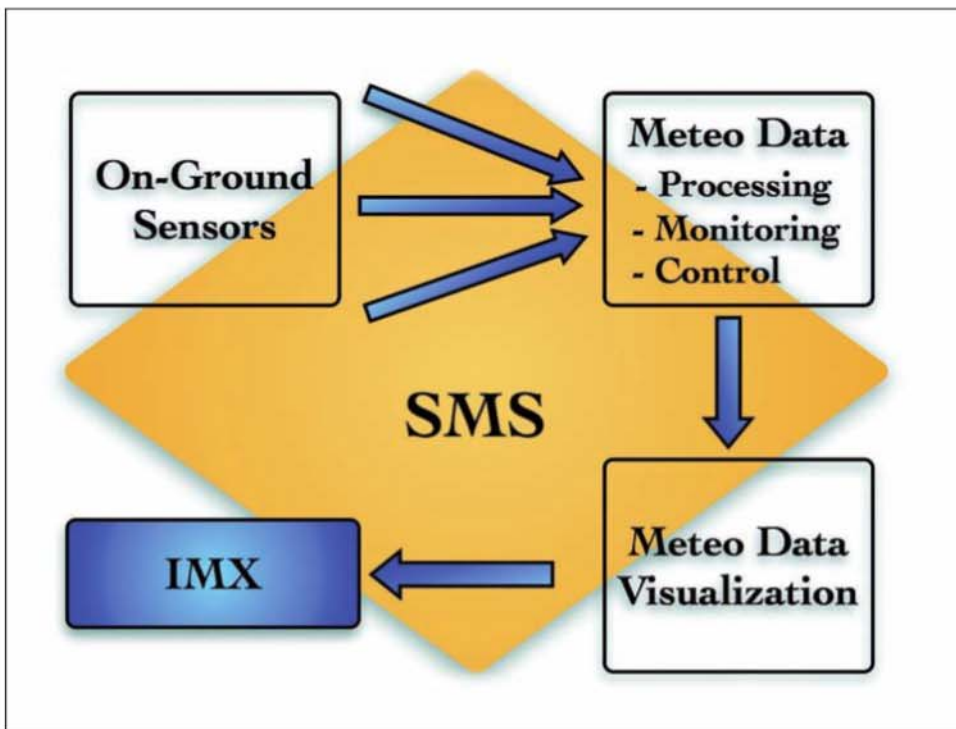 On-Ground
Sensors
Meteo Data
- Processing
- Monitoring
- Control
SMS
IMX
Meteo Data
Visualization